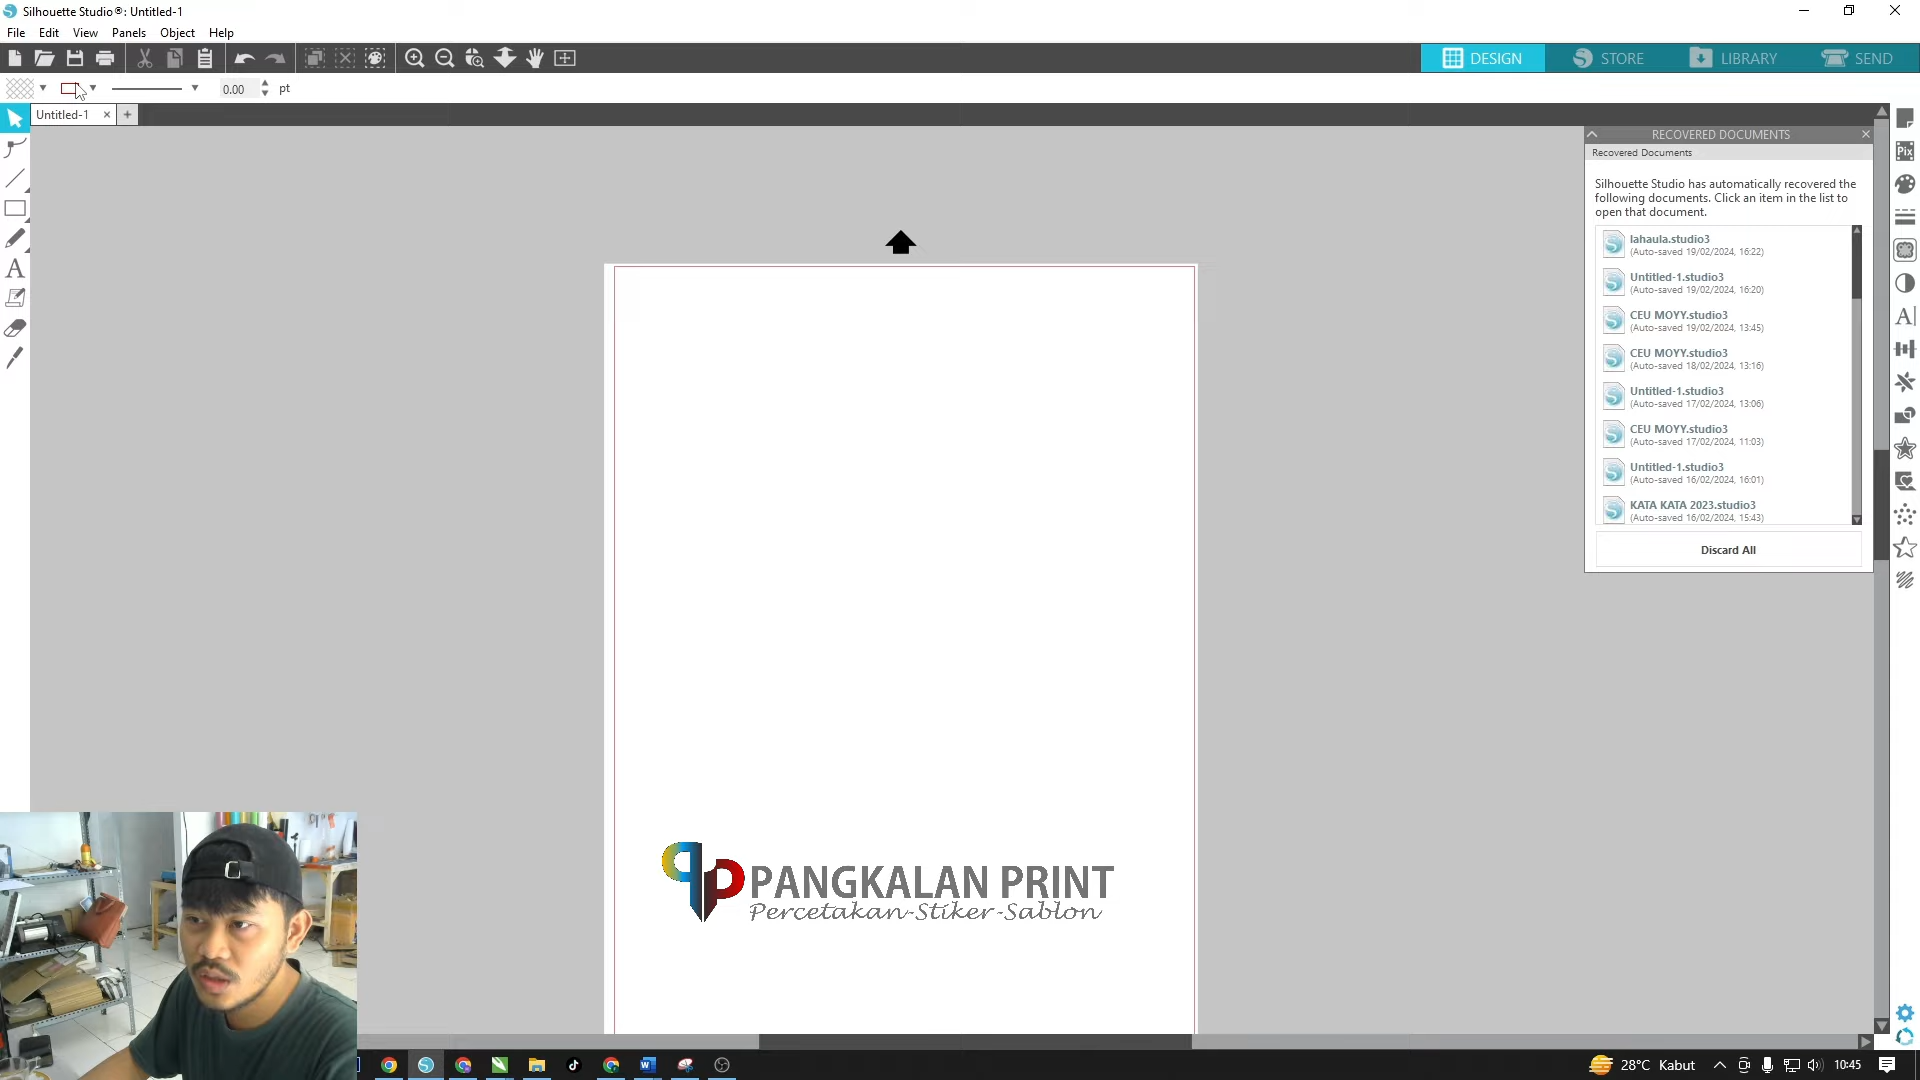 Silhouette Studio®: Untitled-1
File Edit View Panels Object Help
DESIGN STORE LIBRARY SEND
0.00 pt
Untitled-1
RECOVERED DOCUMENTS
Recovered Documents
Silhouette Studio has automatically recovered the
following documents. Click an item in the list to
open that document.
lahaula.studio3
(Auto-saved 19/02/2024, 16:22)
Untitled-1.studio3
(Auto-saved 19/02/2024, 16:20)
CEU MOYY.studio3
(Auto-saved 19/02/2024, 13:45)
CEU MOYY.studio3
(Auto-saved 18/02/2024, 13:16)
Untitled-1.studio3
(Auto-saved 17/02/2024, 13:06)
CEU MOYY.studio3
(Auto-saved 17/02/2024, 11:03)
Untitled-1.studio3
(Auto-saved 16/02/2024, 16:01)
KATA KATA 2023.studio3
(Auto-saved 16/02/2024, 15:43)
Discard All
Pix
PANGKALAN PRINT
Percetakan-Stiker-Sablon
28°C Kabut 10:45